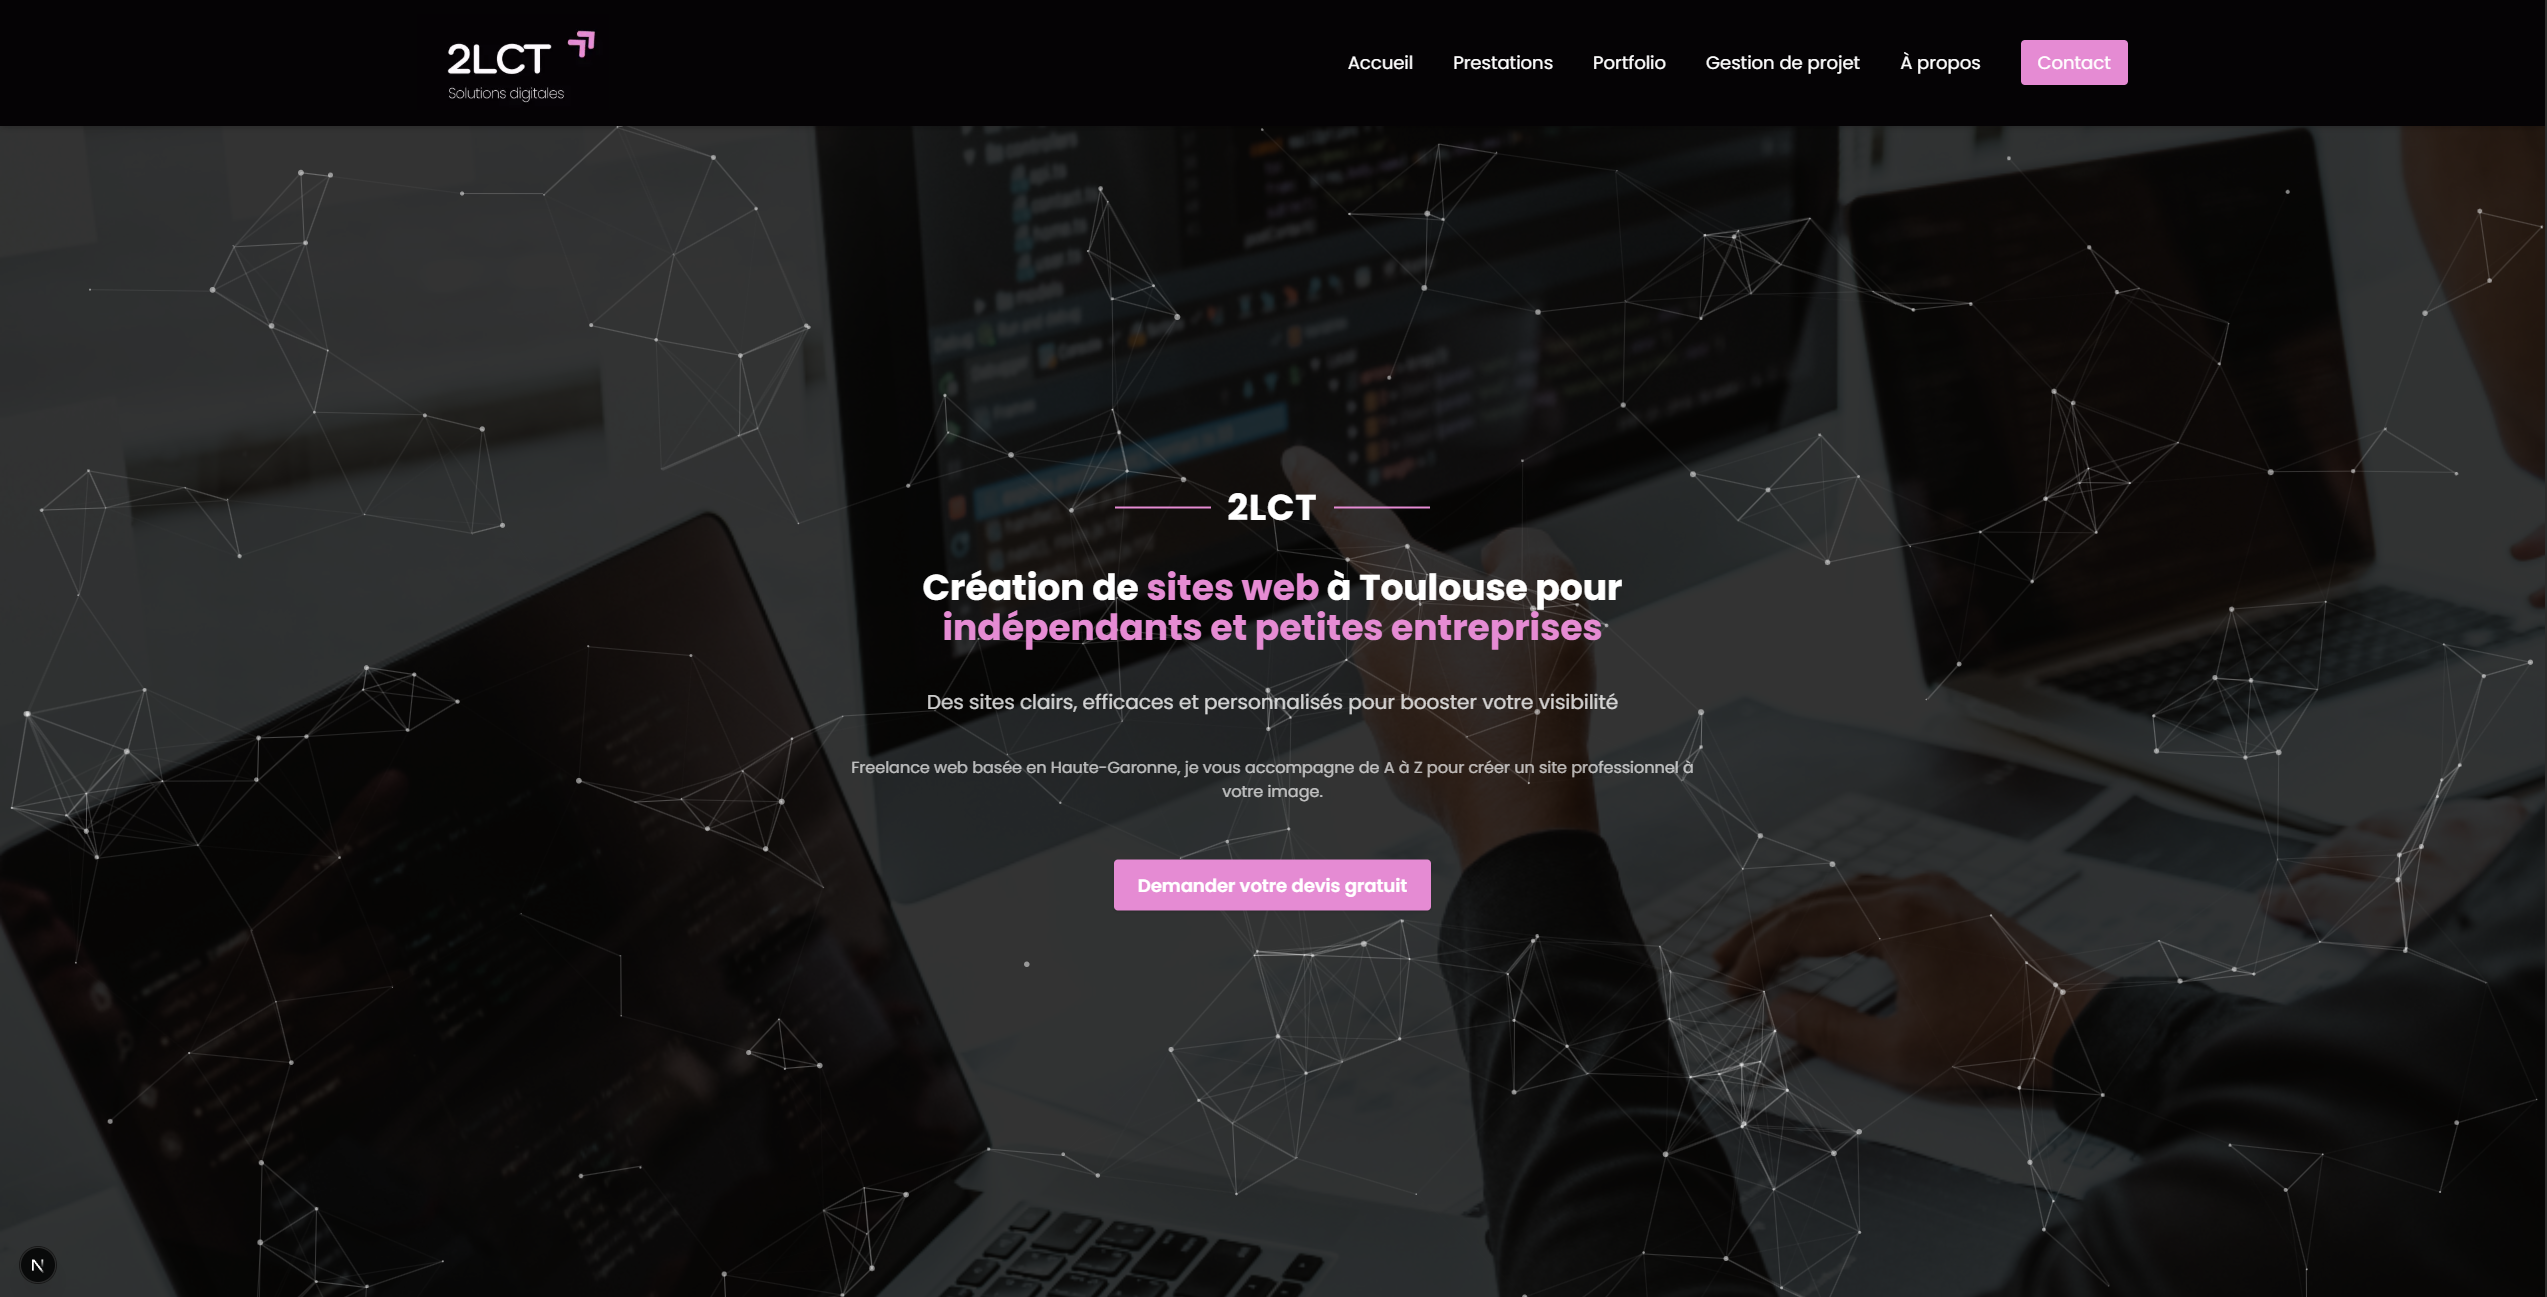 2LCT
Solutions digitales
Accueil
Prestations
Portfolio
Gestion de projet
À propos
Contact
2LCT
Création de sites web à Toulouse pour
indépendants et petites entreprises
Des sites clairs, efficaces et personnalisés pour booster votre visibilité
Freelance web basée en Haute-Garonne, je vous accompagne de A à Z pour créer un site professionnel à
votre image.
Demander votre devis gratuit
N